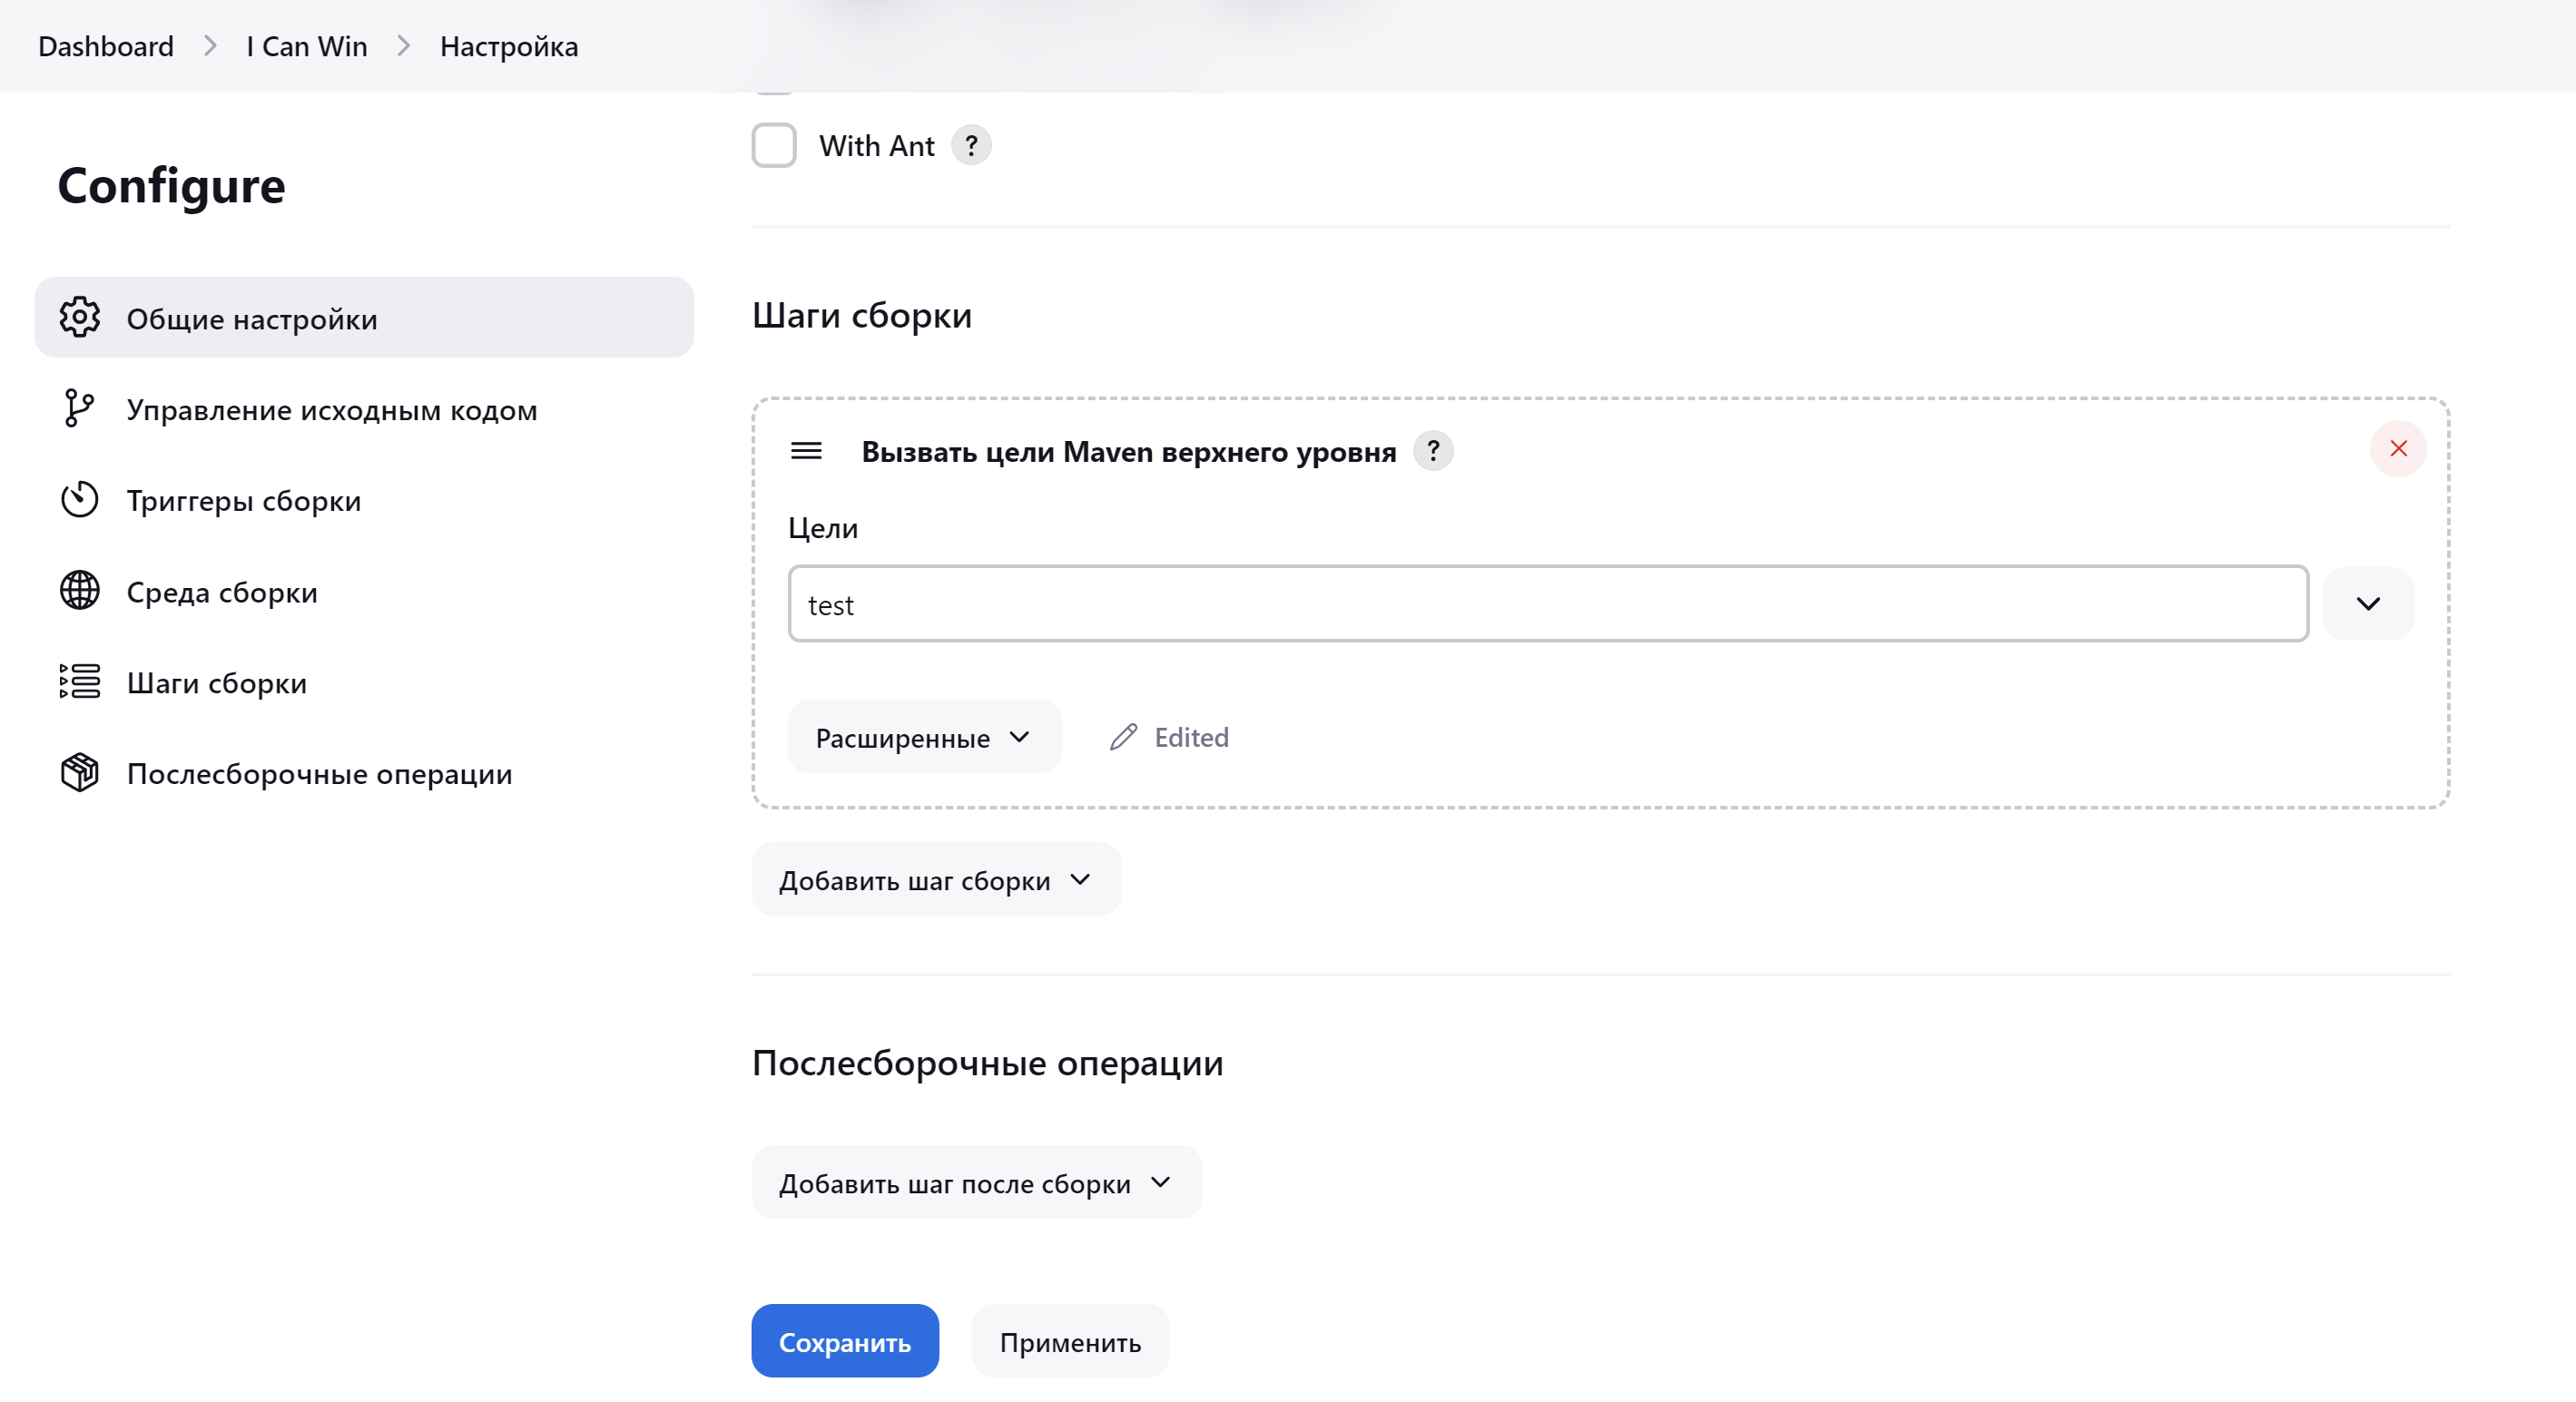 Dashboard > I Can Win > Настройка
Configure
Общие настройки
Управление исходным кодом
Триггеры сборки
Среда сборки
Шаги сборки
Послесборочные операции
With Ant ?
Шаги сборки
Вызвать цели Maven верхнего уровня ?
Цели
test
Расширенные
Edited
Добавить шаг сборки
Послесборочные операции
Добавить шаг после сборки
Сохранить
Применить